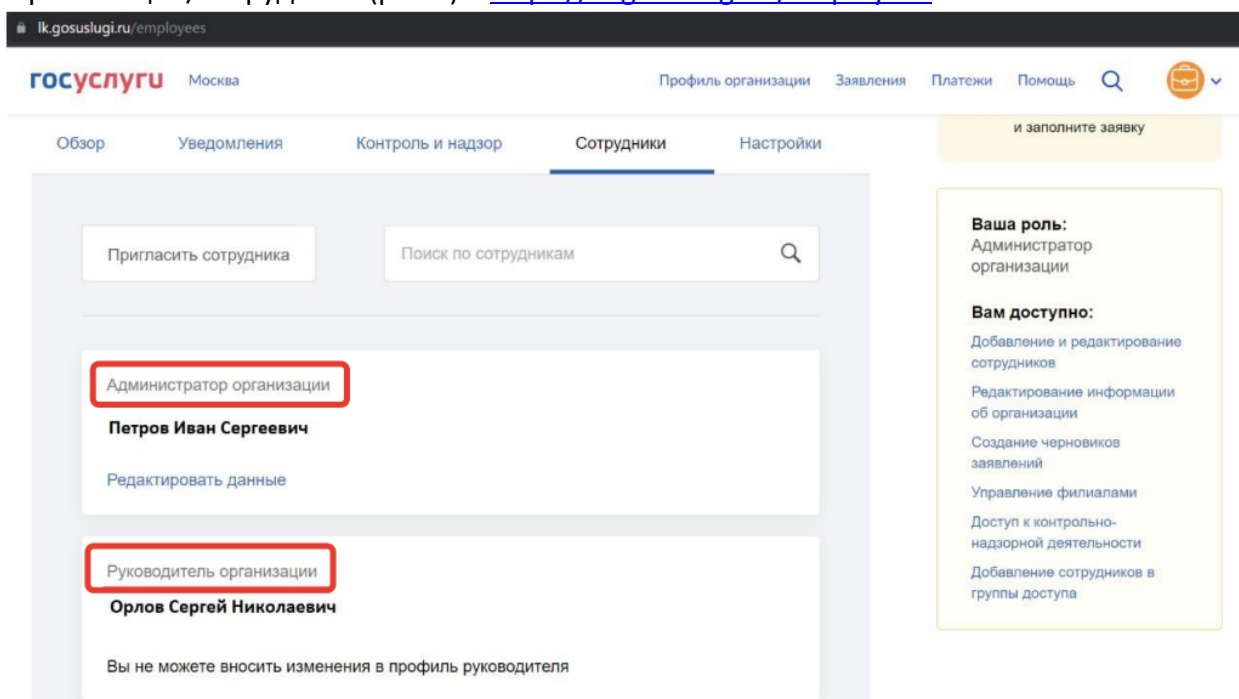 lk.gosuslugi.ru/employees
госуслуги Москва Профиль организации Заявления Платежи Помощь
Обзор Уведомления Контроль и надзор Сотрудники Настройки
и заполните заявку
Пригласить сотрудника
Поиск по сотрудникам
Администратор организации
Петров Иван Сергеевич
Редактировать данные
Руководитель организации
Орлов Сергей Николаевич
Вы не можете вносить изменения в профиль руководителя
Ваша роль:
Администратор
организации
Вам доступно:
Добавление и редактирование
сотрудников
Редактирование информации
об организации
Создание черновиков
заявлений
Управление филиалами
Доступ к контрольно-
надзорной деятельности
Добавление сотрудников в
группы доступа